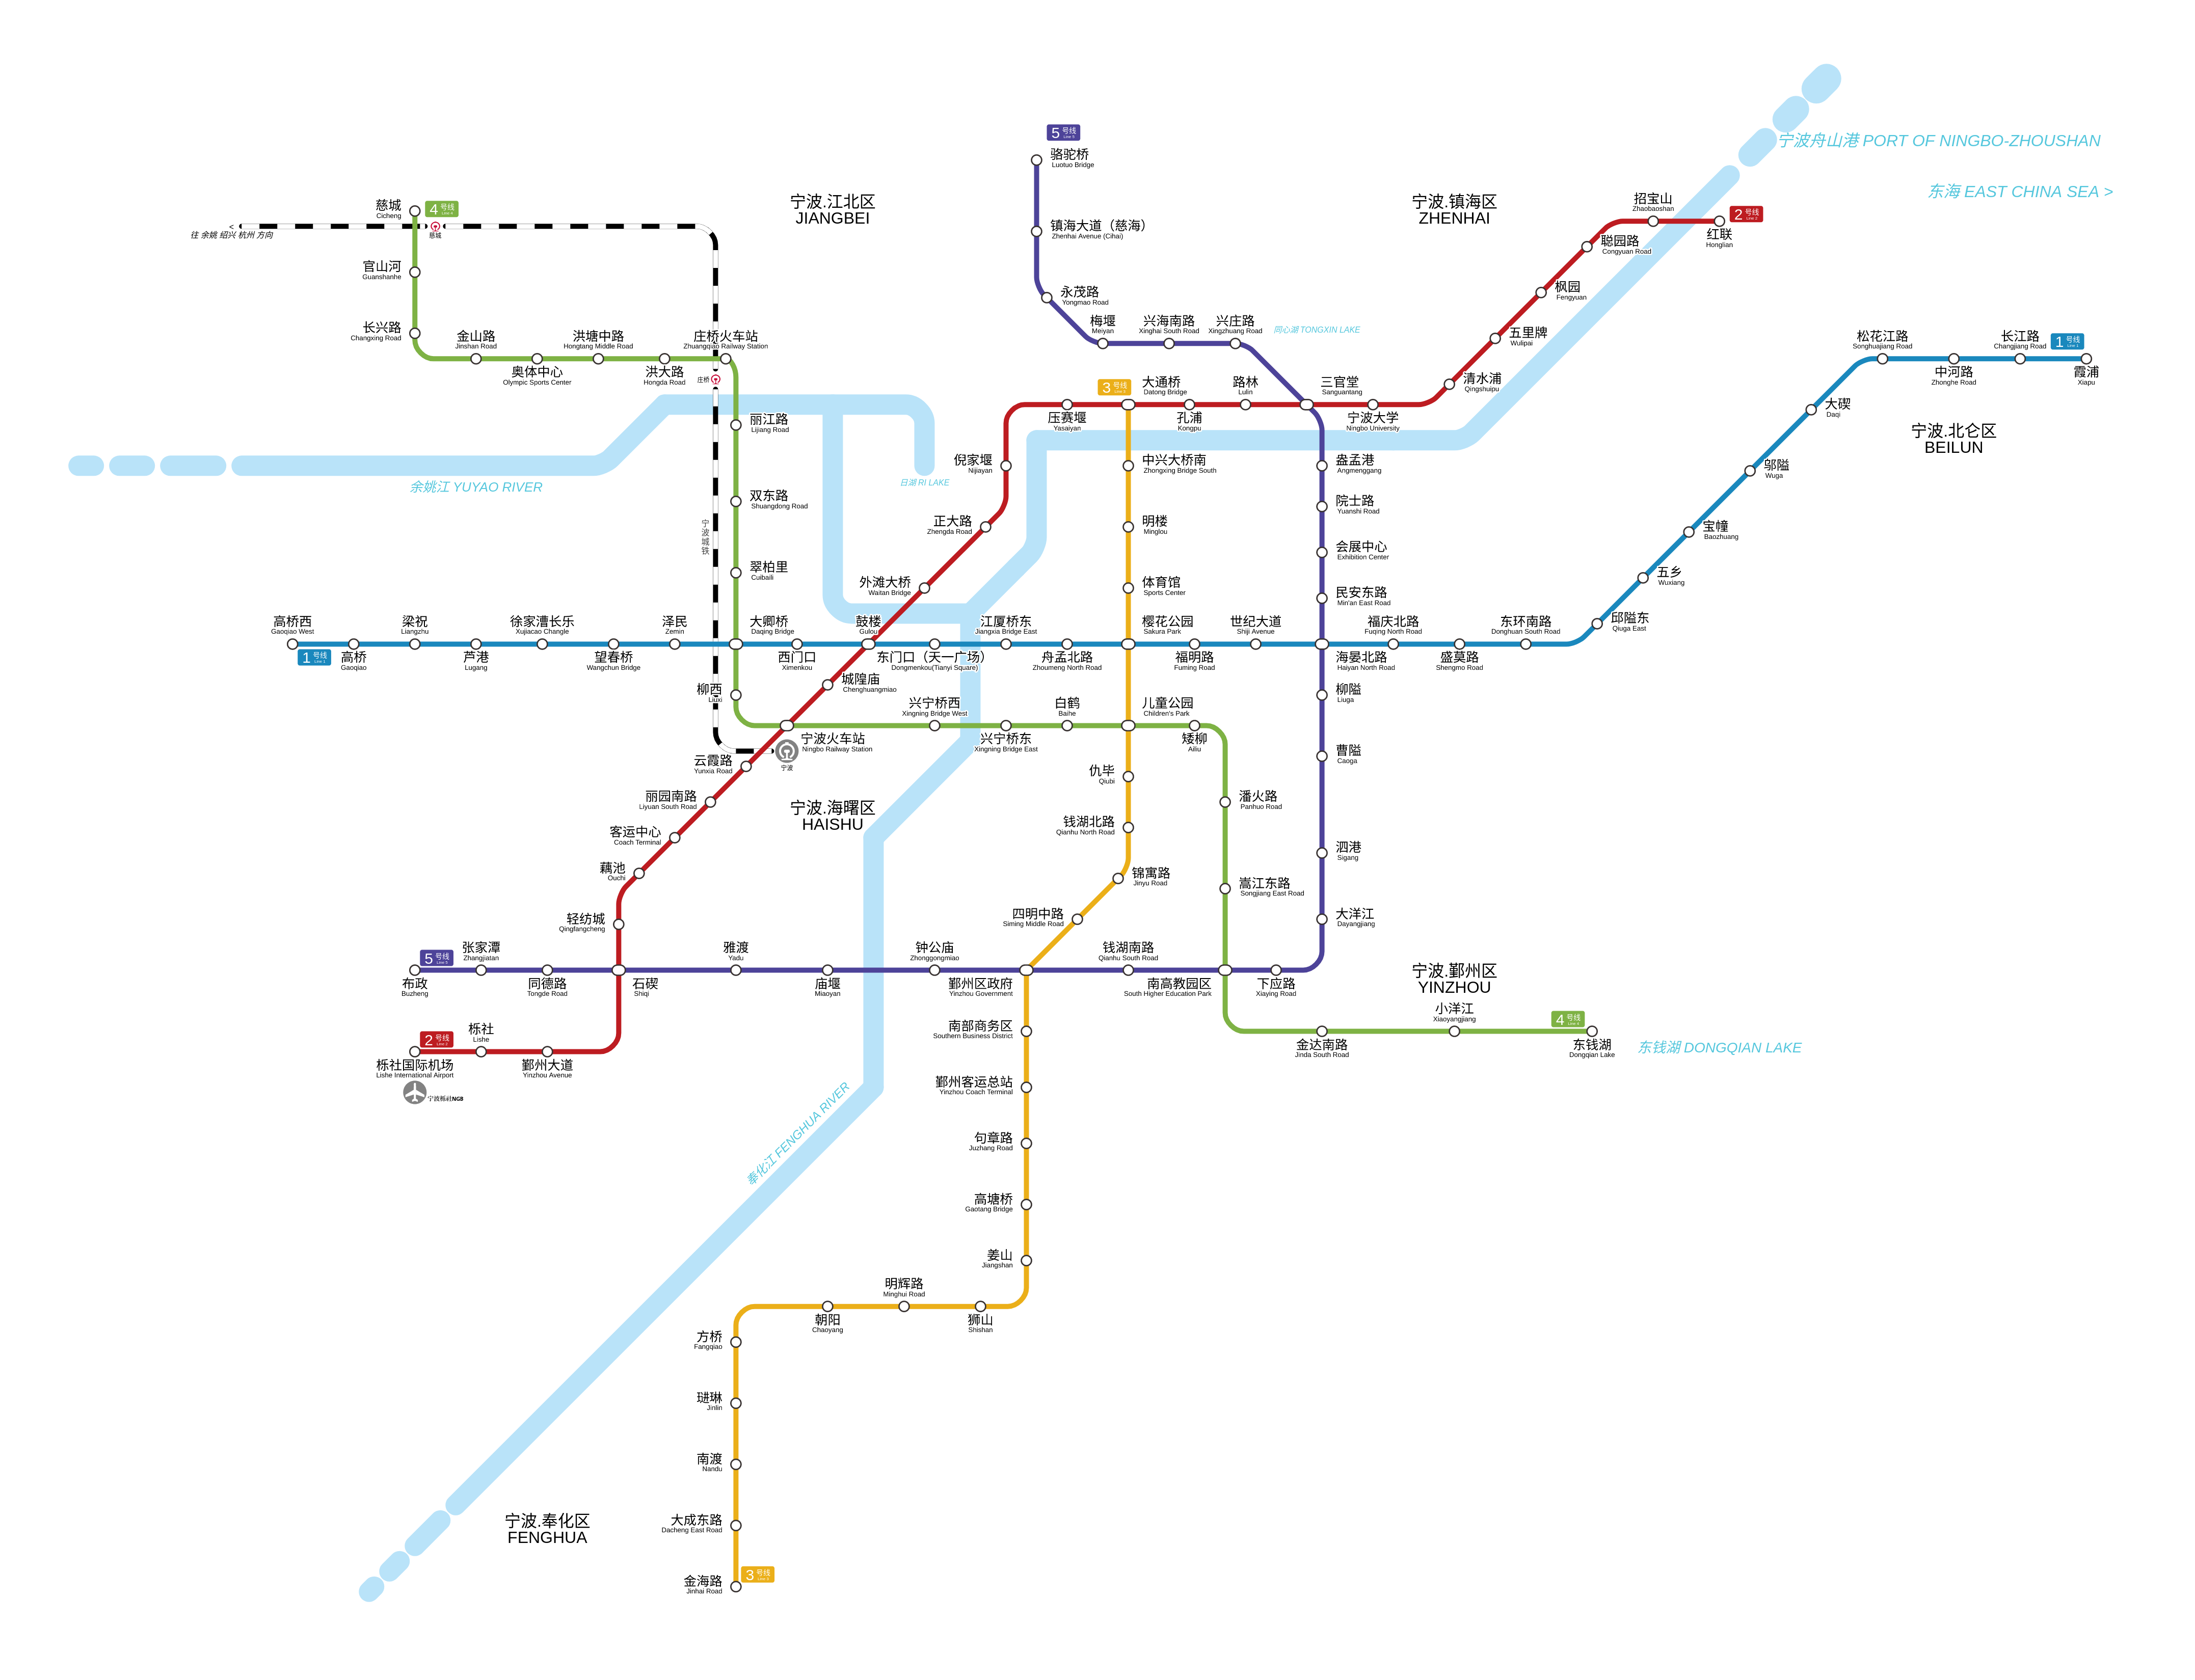 5 号线
Line 5
骆驼桥
Luotuo Bridge
镇海大道（慈海）
Zhenhai Avenue (Cihai)
永茂路
Yongmao Road
梅堰
Meiyan
兴海南路
Xinghai South Road
兴庄路
Xingzhuang Road
同心湖 TONGXIN LAKE
宁波舟山港 PORT OF NINGBO-ZHOUSHAN
东海 EAST CHINA SEA >
宁波.江北区
JIANGBEI
宁波.镇海区
ZHENHAI
招宝山
Zhaobaoshan
2 号线
Line 2
红联
Honglian
聪园路
Congyuan Road
枫园
Fengyuan
五里牌
Wulipai
清水浦
Qingshuipu
慈城
Cicheng
4 号线
Line 4
<
往 余姚 绍兴 杭州 方向
慈城
官山河
Guanshanhe
长兴路
Changxing Road
金山路
Jinshan Road
奥体中心
Olympic Sports Center
洪塘中路
Hongtang Middle Road
洪大路
Hongda Road
庄桥火车站
Zhuangqiao Railway Station
庄桥
丽江路
Lijiang Road
双东路
Shuangdong Road
翠柏里
Cuibaili
宁波城铁
余姚江 YUYAO RIVER
日湖 RI LAKE
3 号线
Line 3
压赛堰
Yasaiyan
大通桥
Datong Bridge
孔浦
Kongpu
路林
Lulin
三官堂
Sanguantang
宁波大学
Ningbo University
倪家堰
Nijiayan
正大路
Zhengda Road
外滩大桥
Waitan Bridge
中兴大桥南
Zhongxing Bridge South
明楼
Minglou
体育馆
Sports Center
盎孟港
Angmenggang
院士路
Yuanshi Road
会展中心
Exhibition Center
民安东路
Min'an East Road
松花江路
Songhuajiang Road
中河路
Zhonghe Road
长江路
Changjiang Road
1 号线
Line 1
霞浦
Xiapu
大碶
Daqi
宁波.北仑区
BEILUN
邬隘
Wuga
宝幢
Baozhuang
五乡
Wuxiang
邱隘东
Qiuga East
高桥西
Gaoqiao West
1 号线
Line 1
高桥
Gaoqiao
梁祝
Liangzhu
芦港
Lugang
徐家漕长乐
Xujiacao Changle
望春桥
Wangchun Bridge
泽民
Zemin
大卿桥
Daqing Bridge
西门口
Ximenkou
鼓楼
Gulou
东门口（天一广场）
Dongmenkou(Tianyi Square)
江厦桥东
Jiangxia Bridge East
舟孟北路
Zhoumeng North Road
樱花公园
Sakura Park
福明路
Fuming Road
世纪大道
Shiji Avenue
海晏北路
Haiyan North Road
福庆北路
Fuqing North Road
盛莫路
Shengmo Road
东环南路
Donghuan South Road
柳西
Liuxi
城隍庙
Chenghuangmiao
宁波火车站
Ningbo Railway Station
宁波
兴宁桥西
Xingning Bridge West
兴宁桥东
Xingning Bridge East
白鹤
Baihe
儿童公园
Children's Park
矮柳
Ailiu
柳隘
Liuga
曹隘
Caoga
泗港
Sigang
大洋江
Dayangjiang
云霞路
Yunxia Road
丽园南路
Liyuan South Road
客运中心
Coach Terminal
藕池
Ouchi
轻纺城
Qingfangcheng
宁波.海曙区
HAISHU
仇毕
Qiubi
钱湖北路
Qianhu North Road
锦寓路
Jinyu Road
四明中路
Siming Middle Road
潘火路
Panhuo Road
嵩江东路
Songjiang East Road
5 号线
Line 5
布政
Buzheng
张家潭
Zhangjiatan
同德路
Tongde Road
石碶
Shiqi
雅渡
Yadu
庙堰
Miaoyan
钟公庙
Zhonggongmiao
鄞州区政府
Yinzhou Government
钱湖南路
Qianhu South Road
南高教园区
South Higher Education Park
下应路
Xiaying Road
宁波.鄞州区
YINZHOU
2 号线
Line 2
栎社国际机场
Lishe International Airport
宁波栎社NGB
栎社
Lishe
鄞州大道
Yinzhou Avenue
金达南路
Jinda South Road
小洋江
Xiaoyangjiang
4 号线
Line 4
东钱湖
Dongqian Lake
东钱湖 DONGQIAN LAKE
南部商务区
Southern Business District
鄞州客运总站
Yinzhou Coach Terminal
句章路
Juzhang Road
高塘桥
Gaotang Bridge
姜山
Jiangshan
奉化江 FENGHUA RIVER
狮山
Shishan
明辉路
Minghui Road
朝阳
Chaoyang
方桥
Fangqiao
琎琳
Jinlin
南渡
Nandu
大成东路
Dacheng East Road
金海路
Jinhai Road
3 号线
Line 3
宁波.奉化区
FENGHUA